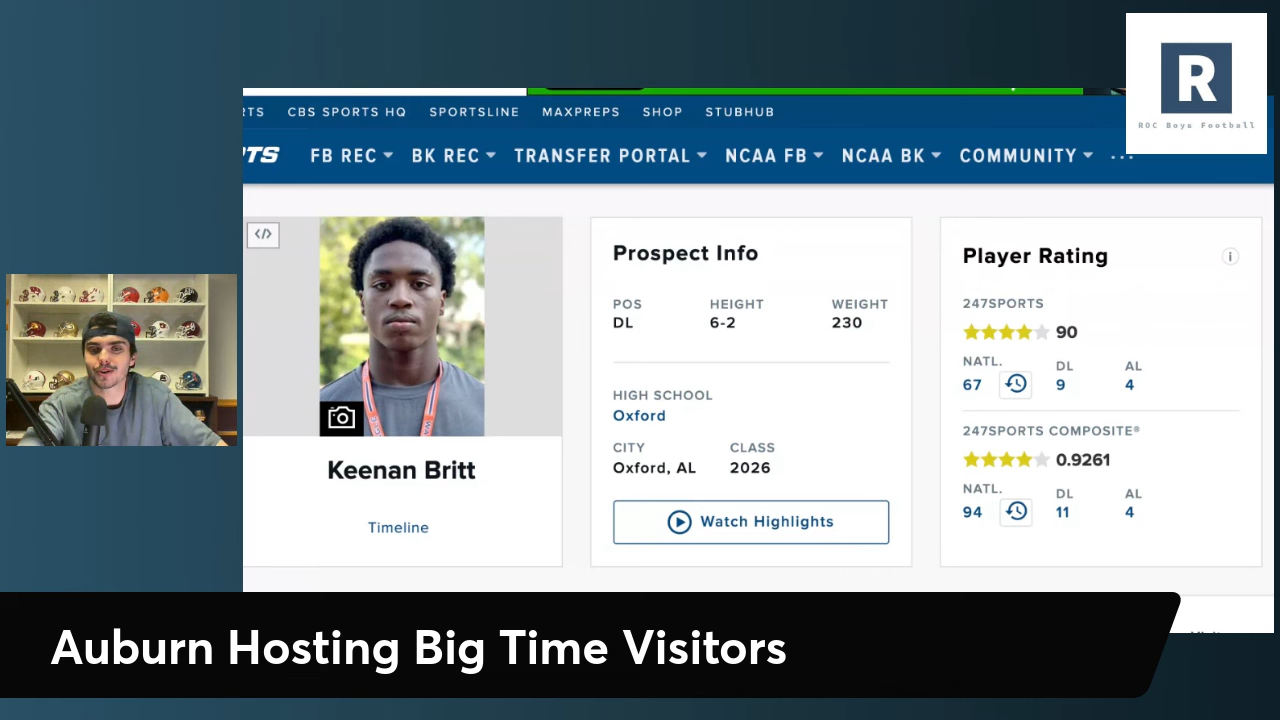 R
ROC Boys Football
RTS CBS SPORTS HQ SPORTSLINE MAXPREPS SHOP STUBHUB
RTS FB REC BK REC TRANSFER PORTAL NCAA FB NCAA BK COMMUNITY ...
</>
Keenan Britt
Timeline
Prospect Info
POS HEIGHT WEIGHT
DL 6-2 230
HIGH SCHOOL
Oxford
CITY CLASS
Oxford, AL 2026
Watch Highlights
Player Rating
i
247SPORTS
90
NATL. DL AL
67 9 4
247SPORTS COMPOSITE®
0.9261
NATL. DL AL
94 11 4
Auburn Hosting Big Time Visitors